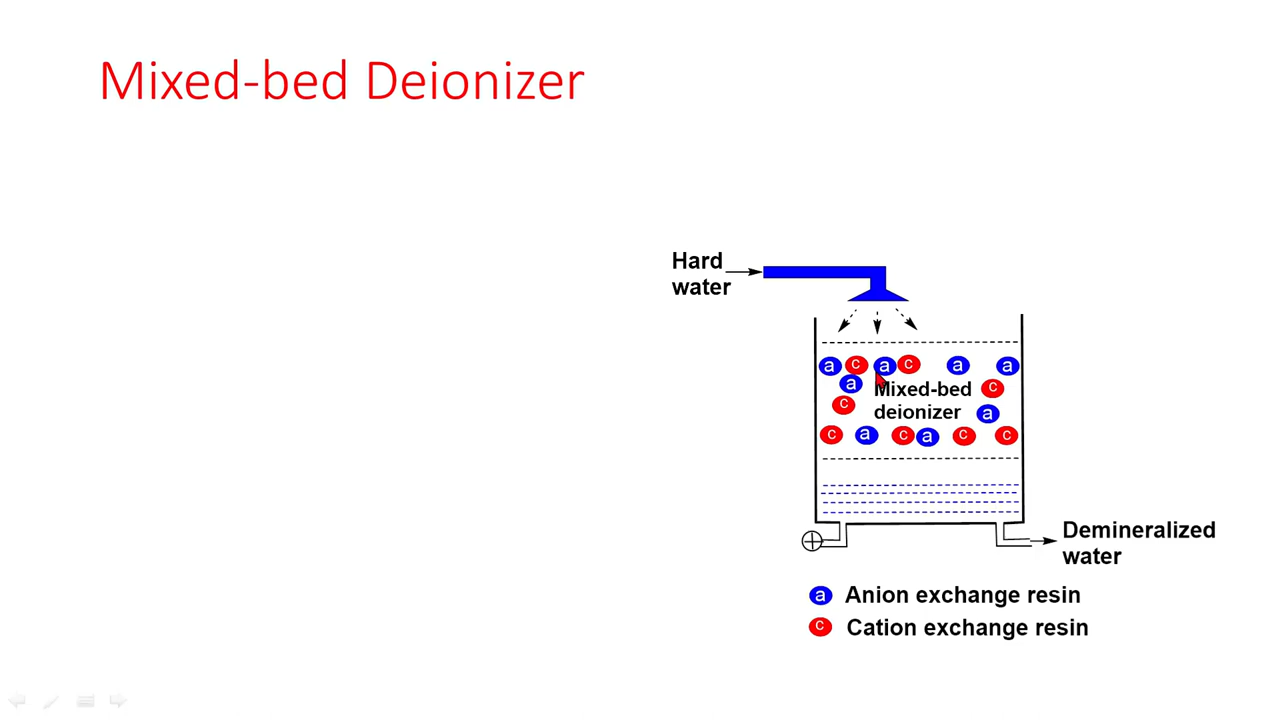 Mixed-bed Deionizer
Hard
water
a c a c a a
a
Mixed-bed
c
c
deionizer
a
c a c a c c
Demineralized
water
a Anion exchange resin
c Cation exchange resin